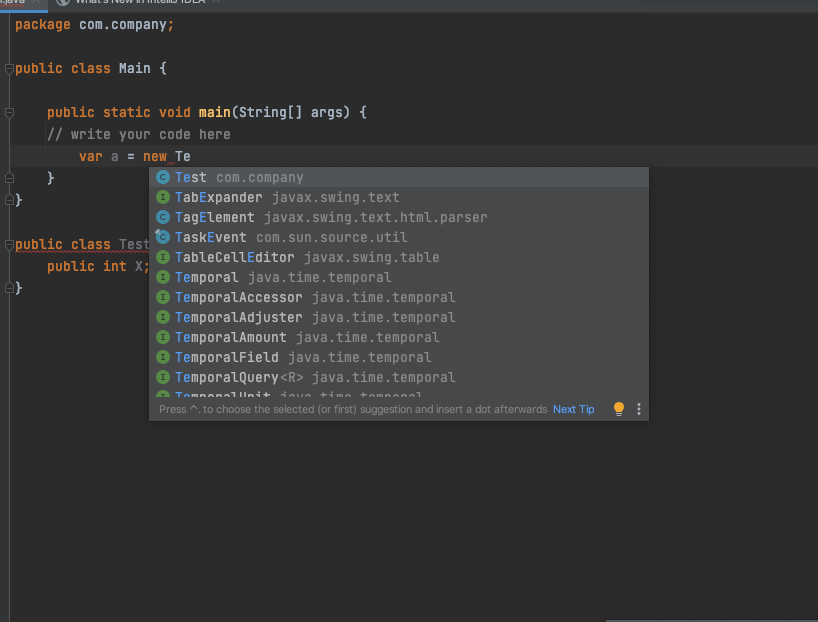 What's New in IntelliJ IDEA
package com.company;
public class Main {
public static void main(String[] args) {
// write your code here
var a = new Te
}
}
public class Test
public int X;
}
Test com.company
TabExpander javax.swing.text
TagElement javax.swing.text.html.parser
TaskEvent com.sun.source.util
TableCellEditor javax.swing.table
Temporal java.time.temporal
TemporalAccessor java.time.temporal
TemporalAdjuster java.time.temporal
TemporalAmount java.time.temporal
TemporalField java.time.temporal
TemporalQuery<R> java.time.temporal
TemporalUnit java.time.temporal
Press ^. to choose the selected (or first) suggestion and insert a dot afterwards Next Tip